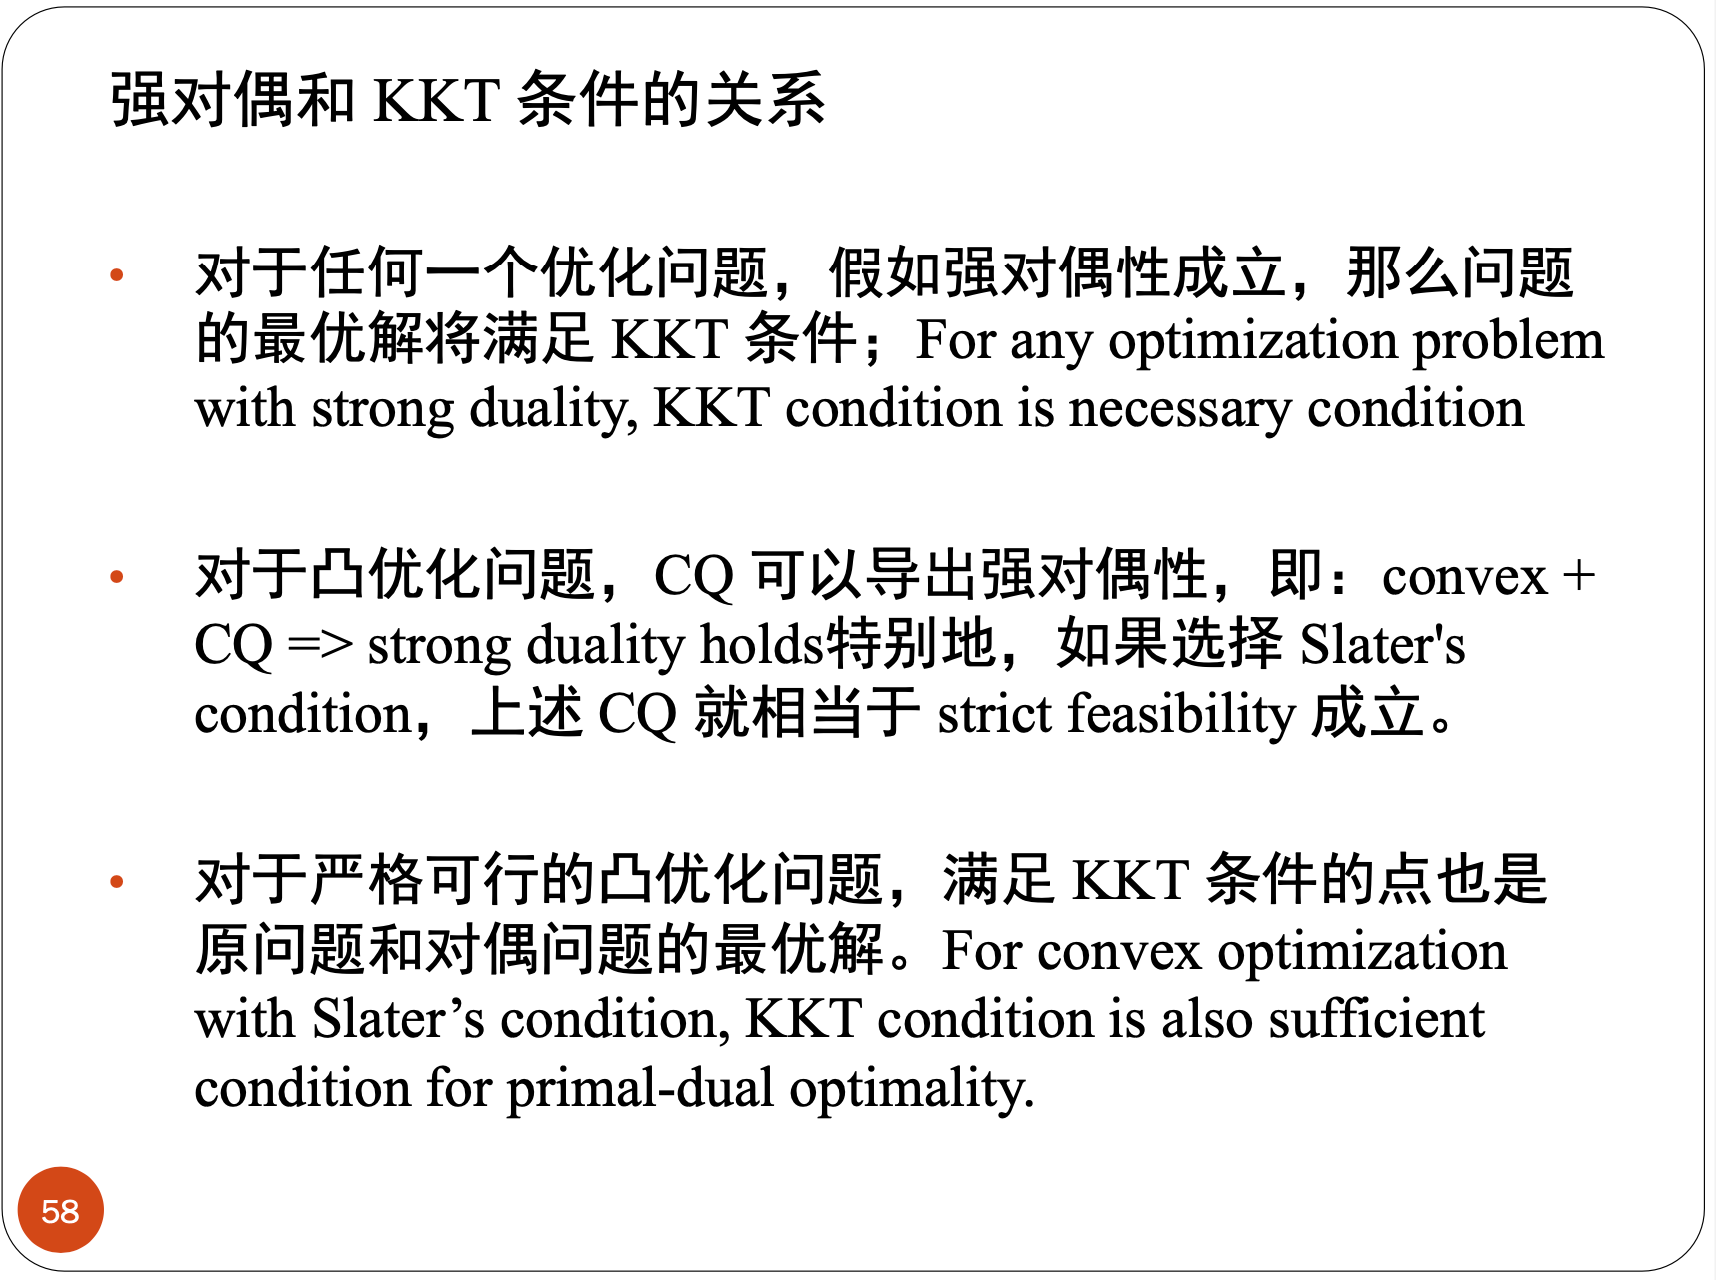 强对偶和 KKT 条件的关系
• 对于任何一个优化问题，假如强对偶性成立，那么问题
的最优解将满足 KKT 条件；For any optimization problem
with strong duality, KKT condition is necessary condition
• 对于凸优化问题，CQ 可以导出强对偶性，即：convex +
CQ => strong duality holds特别地，如果选择 Slater's
condition，上述 CQ 就相当于 strict feasibility 成立。
• 对于严格可行的凸优化问题，满足 KKT 条件的点也是
原问题和对偶问题的最优解。For convex optimization
with Slater’s condition, KKT condition is also sufficient
condition for primal-dual optimality.
58